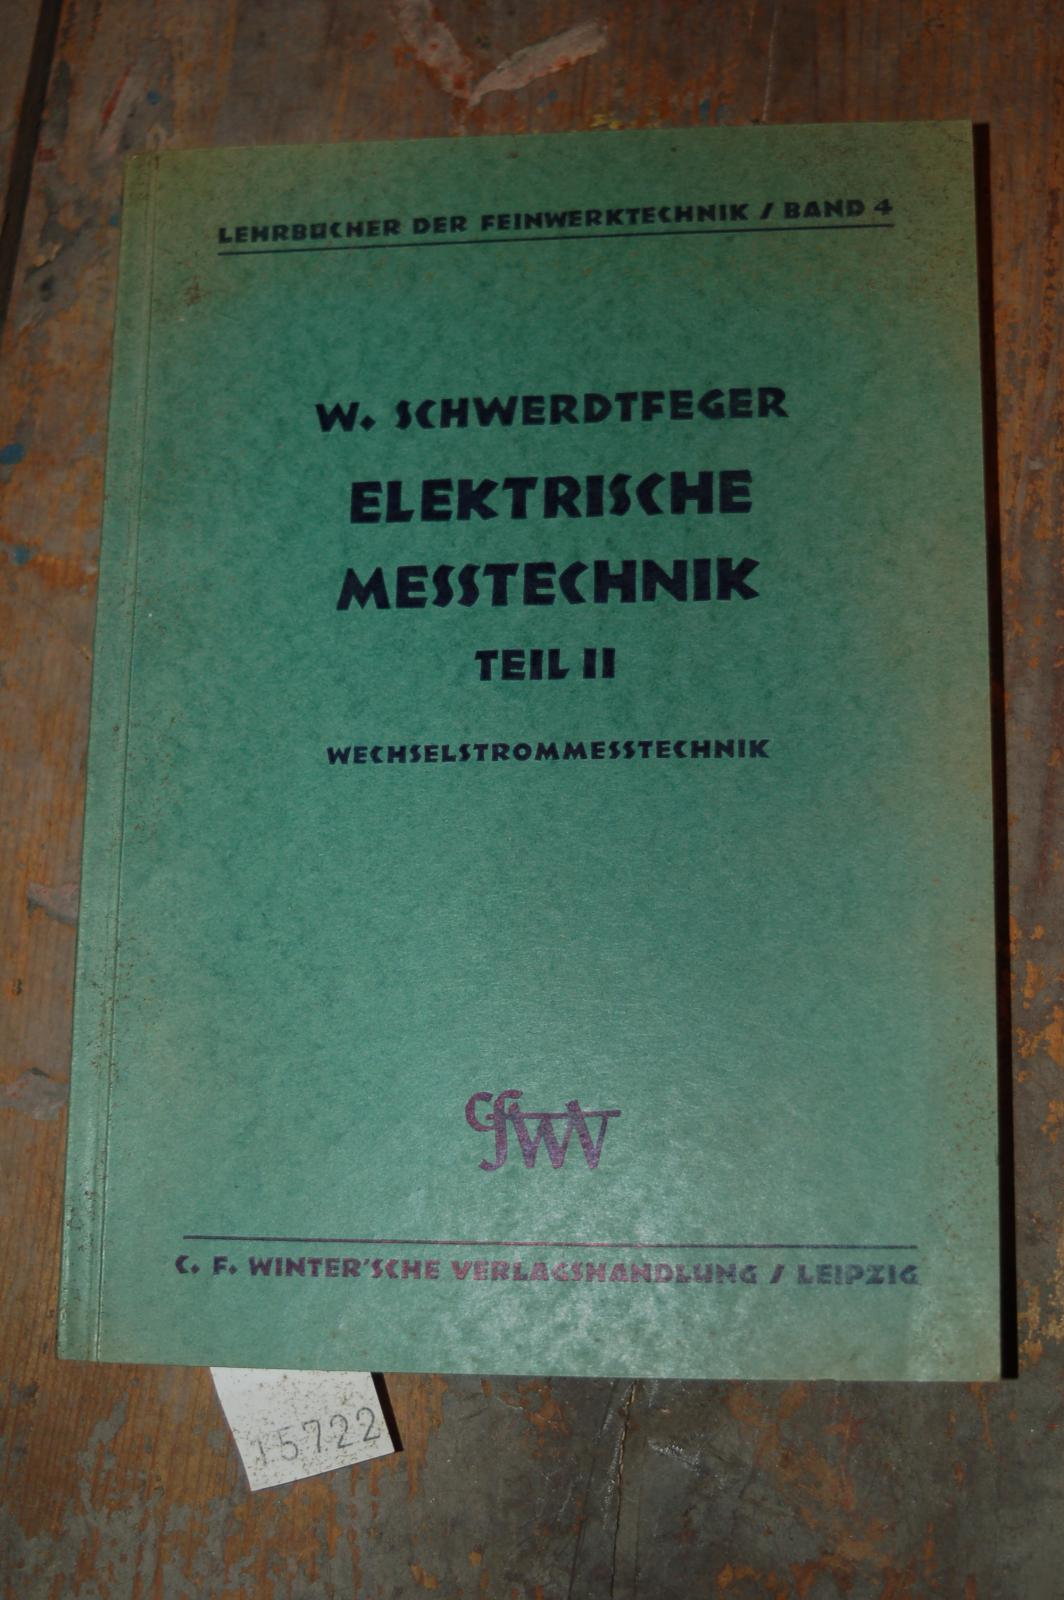 LEHRBÜCHER DER FEINWERKTECHNIK / BAND 4
W. SCHWERDTFEGER
ELEKTRISCHE
MESSTECHNIK
TEIL II
WECHSELSTROMMESSTECHNIK
CFWV
C. F. WINTER'SCHE VERLAGSHANDLUNG / LEIPZIG
15722